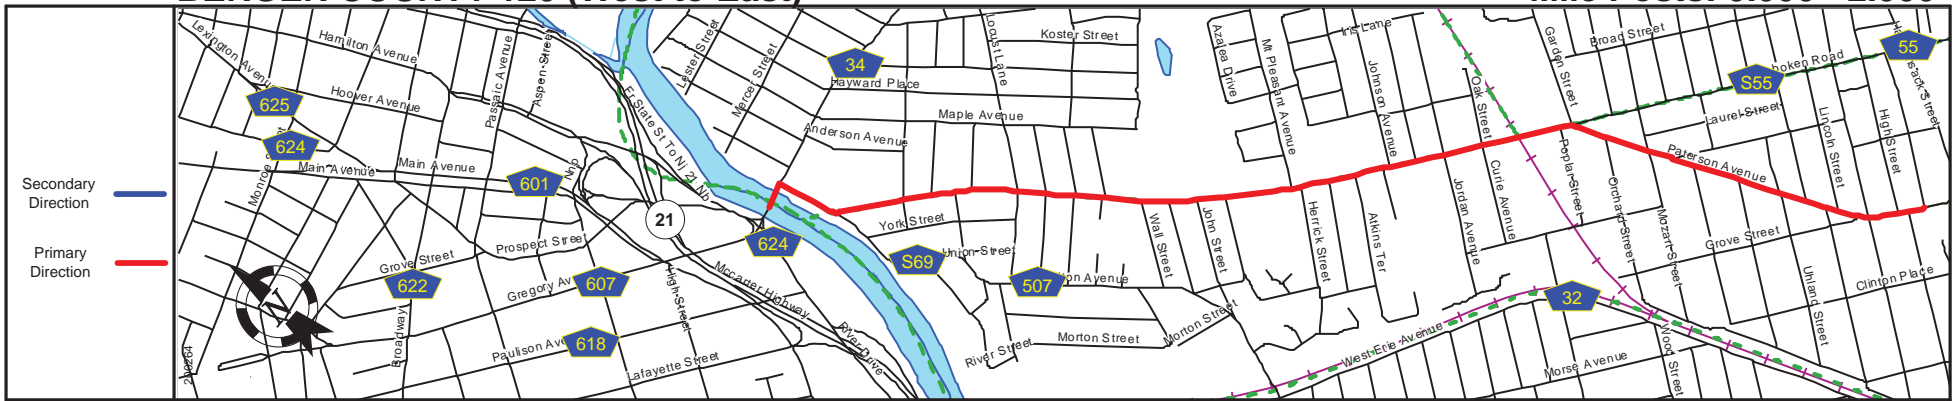 Secondary
Direction
Primary
Direction
Lexington Avenue
Hamilton Avenue
Hoover Avenue
Passaic Avenue
Aspen Street
625
624
Main Avenue
Main Avenue
601
Prospect Street
Grove Street
622
Gregory
607
618
Lafayette Street
Broadway
High Street
Mccarter Highway
River Drive
21
Fr State St To NJ 21 Nb
Lester Street
Mercer Street
34
Hayward Place
Anderson Avenue
Maple Avenue
Koster Street
Locust Lane
624
York Street
S69
Union Street
507
Avenue
River Street
Morton Street
Morton Street
Wall Street
John Street
Azalea Drive
Mt Pleasant Avenue
Iris Lane
Johnson Avenue
Herrick Street
Atkins Ter
West Erie Avenue
Oak Street
Jordan Avenue
Curie Avenue
Garden Street
Broad Street
Poplar Street
Orchard Street
Mozart Street
32
Wood Street
Morse Avenue
Paterson Avenue
Grove Street
S55
Road
Laurel Street
Lincoln Street
High Street
55
Uhland Street
Clinton Place